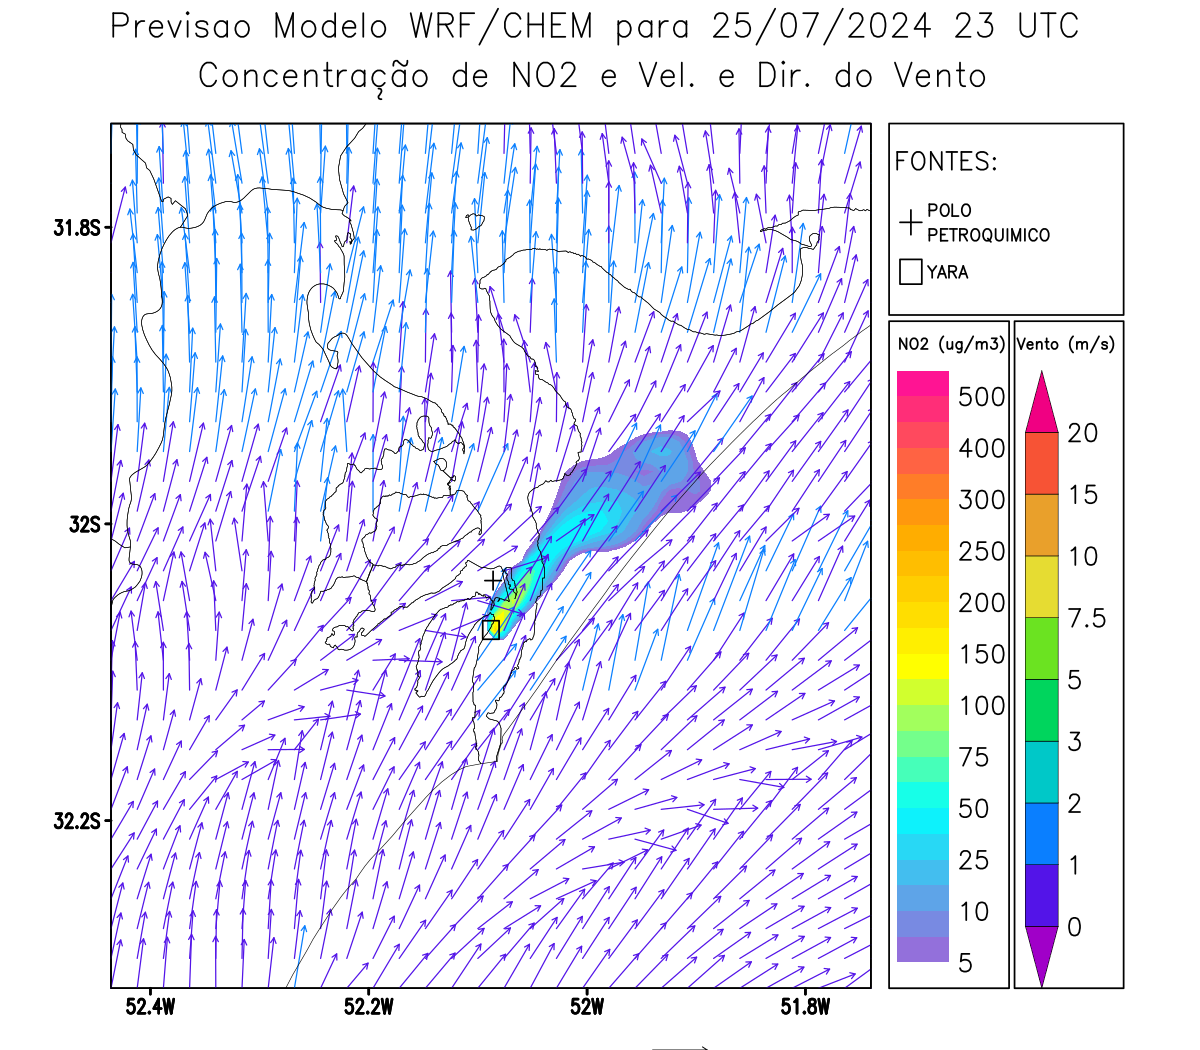 Previsao Modelo WRF/CHEM para 25/07/2024 23 UTC
Concentração de NO2 e Vel. e Dir. do Vento
FONTES:
POLO
PETROQUIMICO
YARA
NO2 (ug/m3)
500
400
300
250
200
150
100
75
50
25
10
5
Vento (m/s)
20
15
10
7.5
5
3
2
1
0
31.8S
32S
32.2S
52.4W
52.2W
52W
51.8W